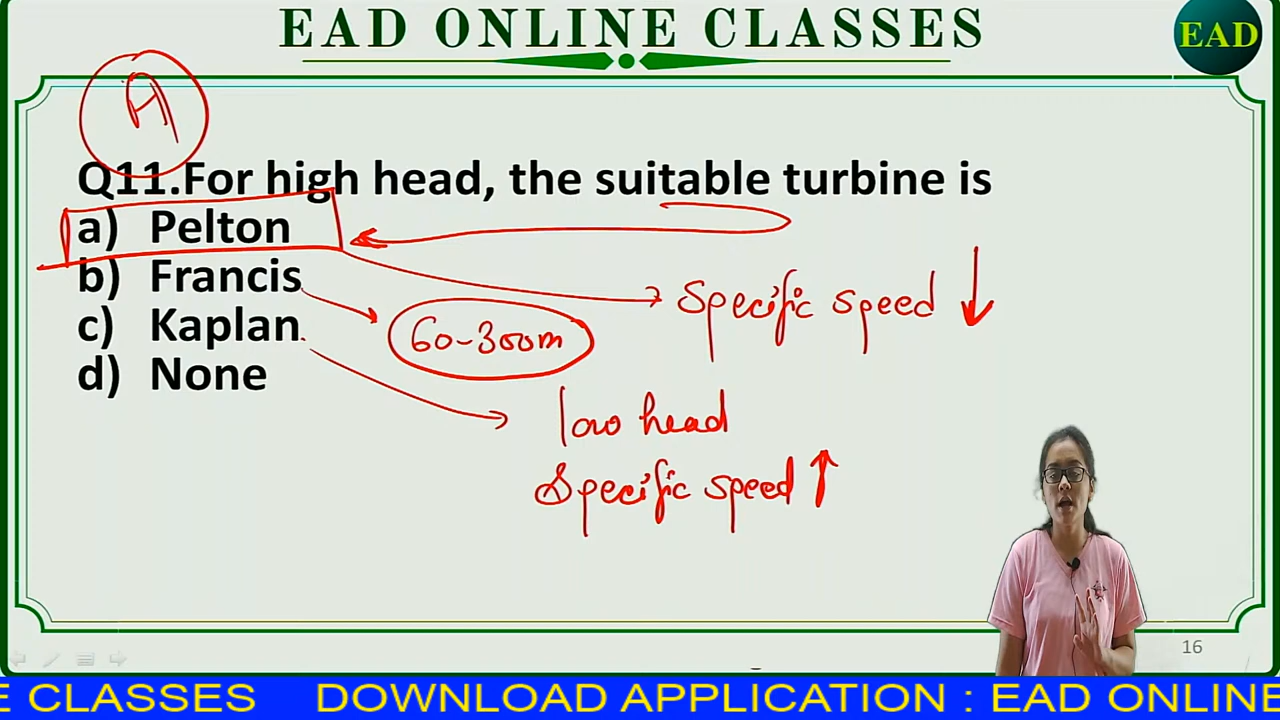 EAD ONLINE CLASSES
EAD
A
Q11.For high head, the suitable turbine is
a) Pelton
b) Francis
c) Kaplan
d) None
Specific speed ↓
60-300m
low head
Specific speed ↑
16
E CLASSES DOWNLOAD APPLICATION : EAD ONLINE